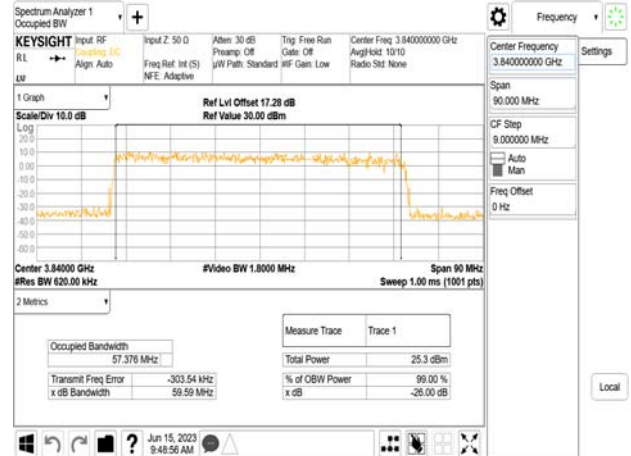 Spectrum Analyzer 1
Occupied BW
Frequency
KEYSIGHT
Input: RF
Coupling: DC
Align: Auto
Input Z: 50 Ω
Freq Ref: Int (S)
NFE: Adaptive
Atten: 30 dB
Preamp: Off
µW Path: Standard
Trig: Free Run
Gate: Off
#IF Gain: Low
Center Freq: 3.840000000 GHz
Avg|Hold: 10/10
Radio Std: None
RL
Center Frequency
3.840000000 GHz
Settings
Span
90.000 MHz
CF Step
9.000000 MHz
Auto
Man
Freq Offset
0 Hz
Local
1 Graph
Scale/Div 10.0 dB
Ref Lvl Offset 17.28 dB
Ref Value 30.00 dBm
Log
20.0
10.0
0.00
-10.0
-20.0
-30.0
-40.0
-50.0
-60.0
Center 3.84000 GHz
#Video BW 1.8000 MHz
Span 90 MHz
#Res BW 620.00 kHz
Sweep 1.00 ms (1001 pts)
2 Metrics
Measure Trace
Trace 1
Occupied Bandwidth
57.376 MHz
Total Power
25.3 dBm
Transmit Freq Error
-303.54 kHz
% of OBW Power
99.00 %
x dB Bandwidth
59.59 MHz
x dB
-26.00 dB
Jun 15, 2023
9:48:56 AM